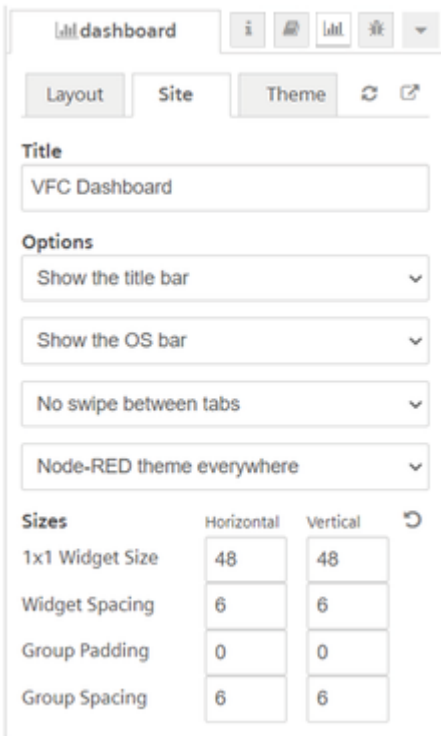 dashboard
i
Layout Site Theme
Title
VFC Dashboard
Options
Show the title bar
Show the OS bar
No swipe between tabs
Node-RED theme everywhere
Sizes Horizontal Vertical
1x1 Widget Size 48 48
Widget Spacing 6 6
Group Padding 0 0
Group Spacing 6 6